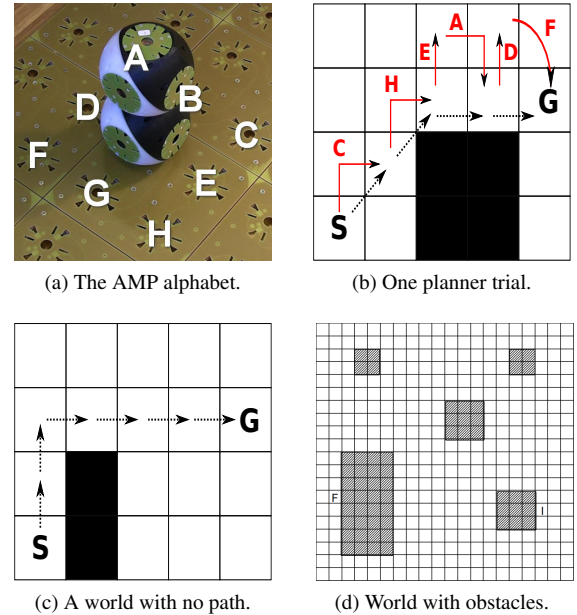 A
B
D
C
F
E
G
H
(a) The AMP alphabet.
A
F
E
D
H
G
C
S
(b) One planner trial.
G
S
(c) A world with no path.
F
I
(d) World with obstacles.